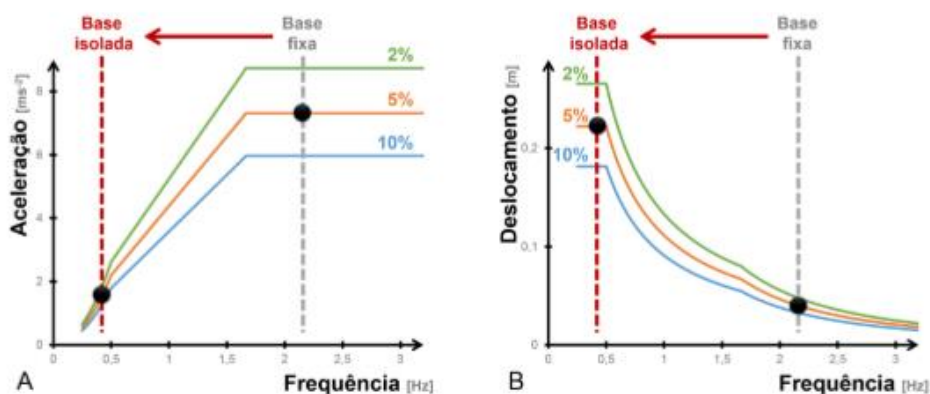 Base
isolada
Base
fixa
2%
5%
10%
Aceleração [ms⁻²]
8
6
4
2
0
0 0,5 1 1,5 2 2,5 3
Frequência [Hz]
A
Base
isolada
Base
fixa
2%
5%
10%
Deslocamento [m]
0,2
0,1
0
0 0,5 1 1,5 2 2,5 3
Frequência [Hz]
B